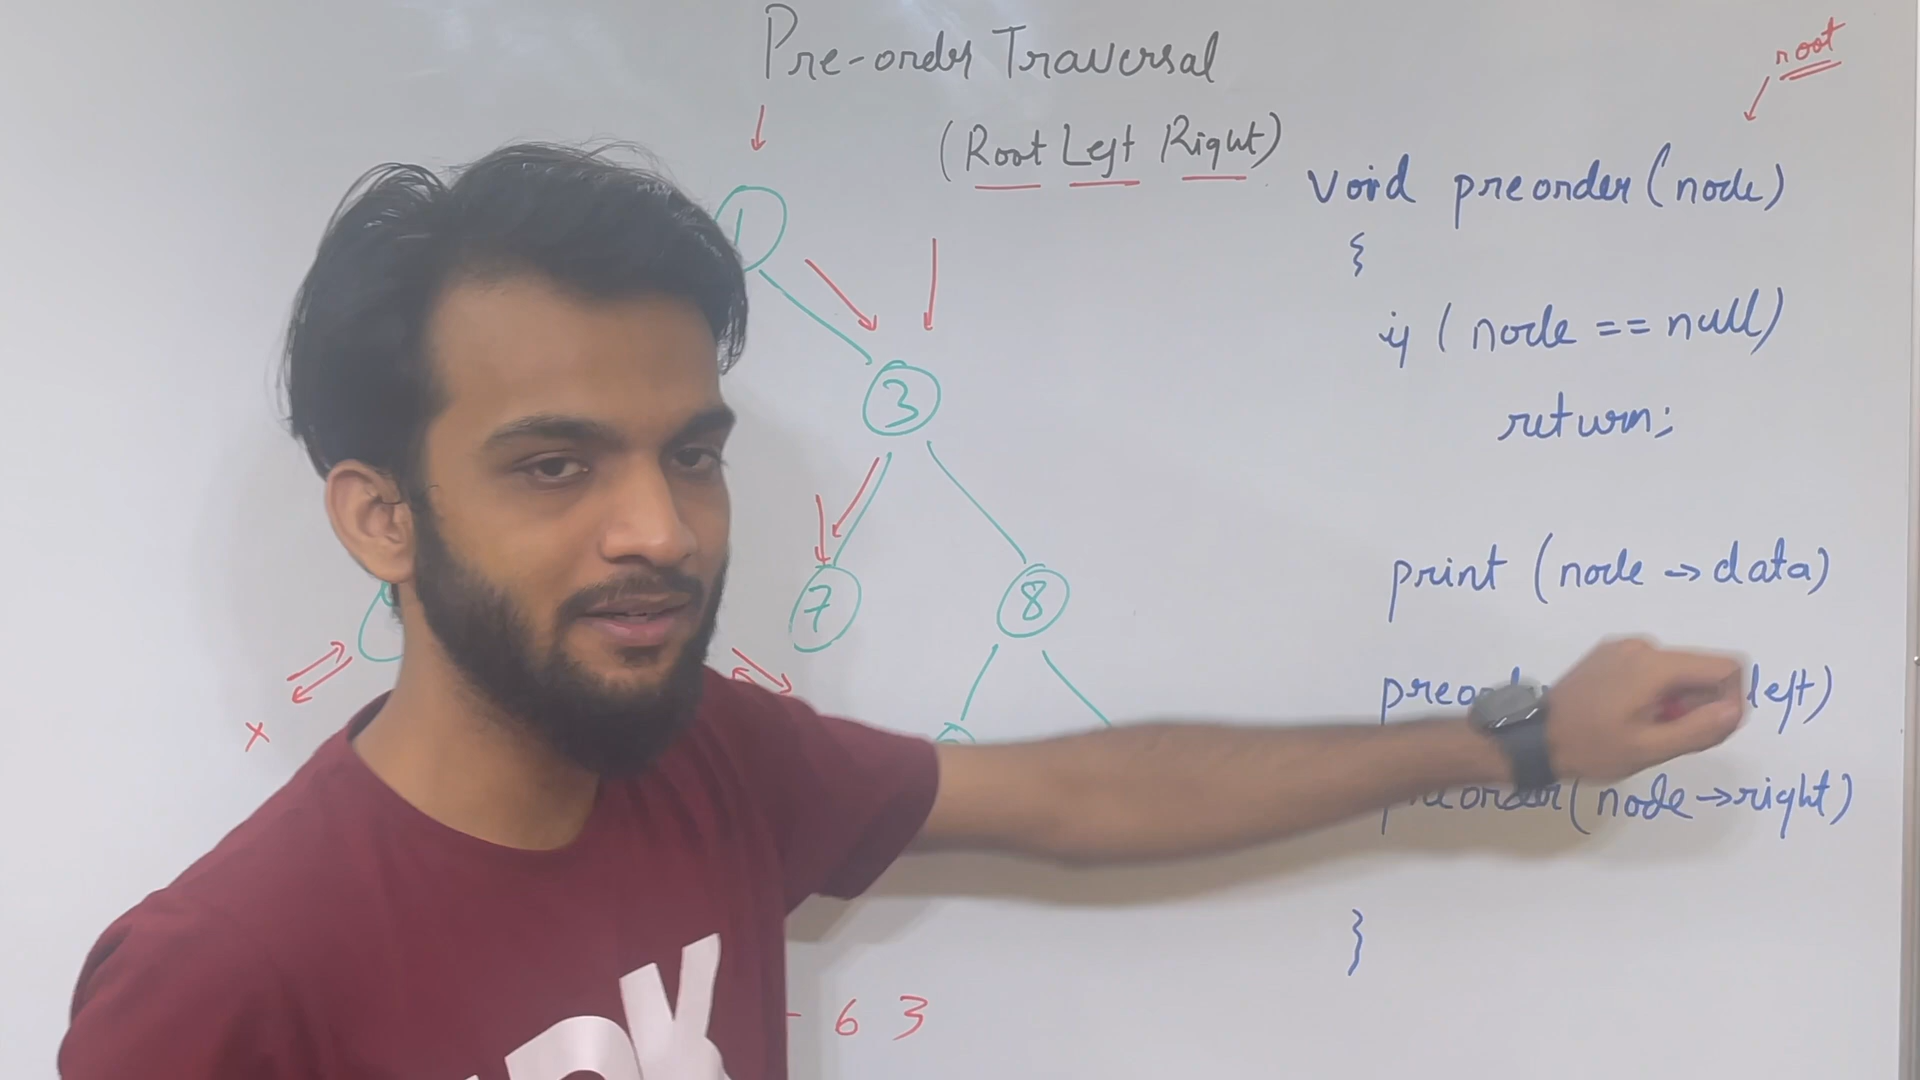 Pre-order Traversal
(Root Left Right)
root
void preorder(node)
{
if (node == null)
return;
print (node → data)
left)
preorder(node → right)
}
1
3
7
8
x
6 3